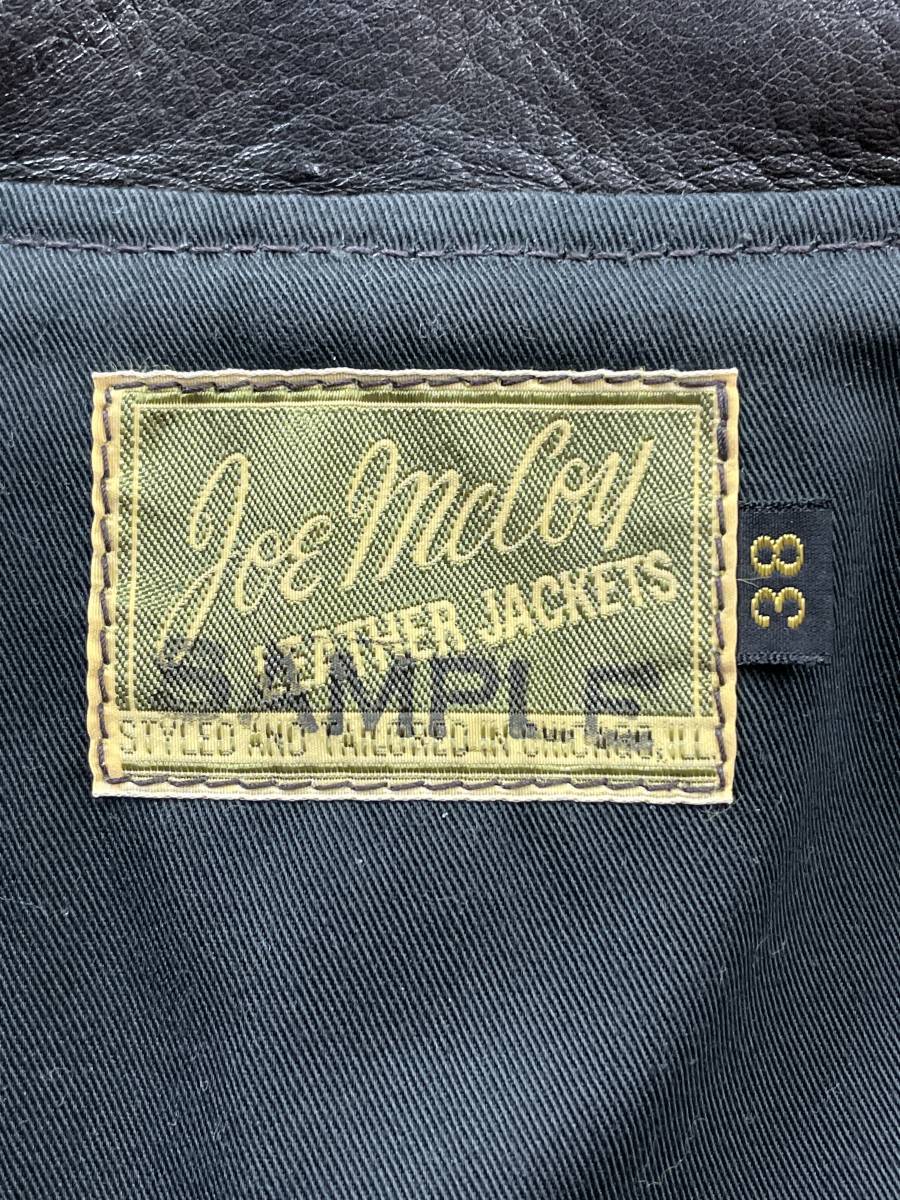 Joe McCoy
LEATHER JACKETS
SAMPLE
STYLED AND TAILORED IN CHICAGO, ILL
38